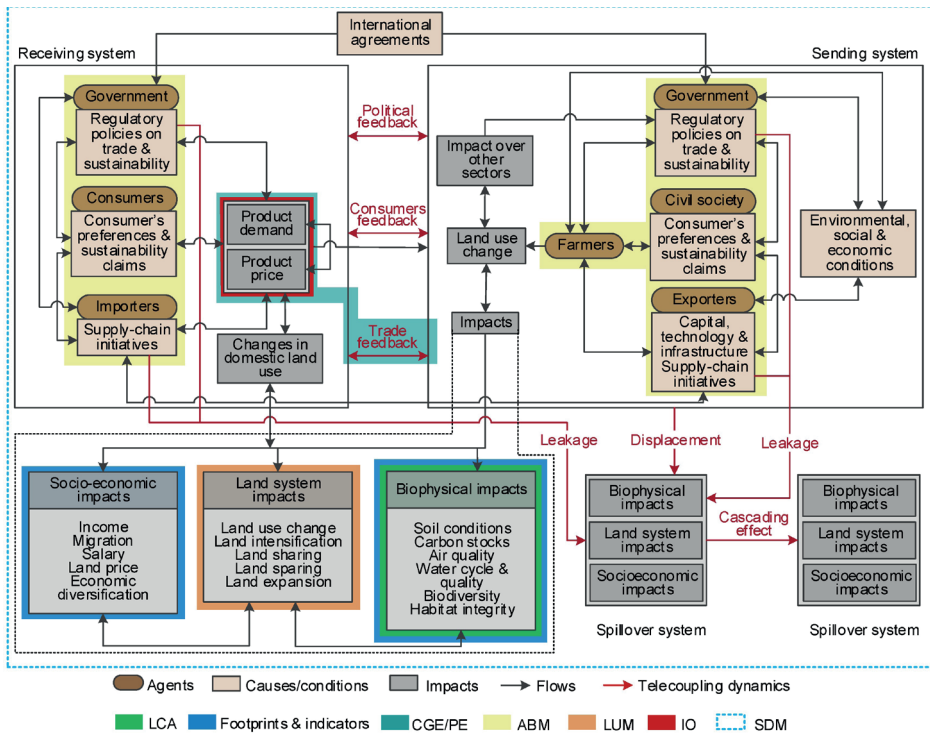 International
agreements
Receiving system
Sending system
Government
Regulatory
policies on
trade &
sustainability
Consumers
Consumer's
preferences &
sustainability
claims
Importers
Supply-chain
initiatives
Product
demand
Product
price
Changes in
domestic land
use
Political
feedback
Consumers
feedback
Trade
feedback
Impact over
other
sectors
Land use
change
Impacts
Farmers
Government
Regulatory
policies on
trade &
sustainability
Civil society
Consumer's
preferences &
sustainability
claims
Exporters
Capital,
technology &
infrastructure
Supply-chain
initiatives
Environmental,
social &
economic
conditions
Leakage
Displacement
Leakage
Socio-economic
impacts
Income
Migration
Salary
Land price
Economic
diversification
Land system
impacts
Land use change
Land intensification
Land sharing
Land sparing
Land expansion
Biophysical impacts
Soil conditions
Carbon stocks
Air quality
Water cycle &
quality
Biodiversity
Habitat integrity
Biophysical
impacts
Land system
impacts
Socioeconomic
impacts
Spillover system
Cascading
effect
Biophysical
impacts
Land system
impacts
Socioeconomic
impacts
Spillover system
Agents
Causes/conditions
Impacts
Flows
Telecoupling dynamics
LCA
Footprints & indicators
CGE/PE
ABM
LUM
IO
SDM